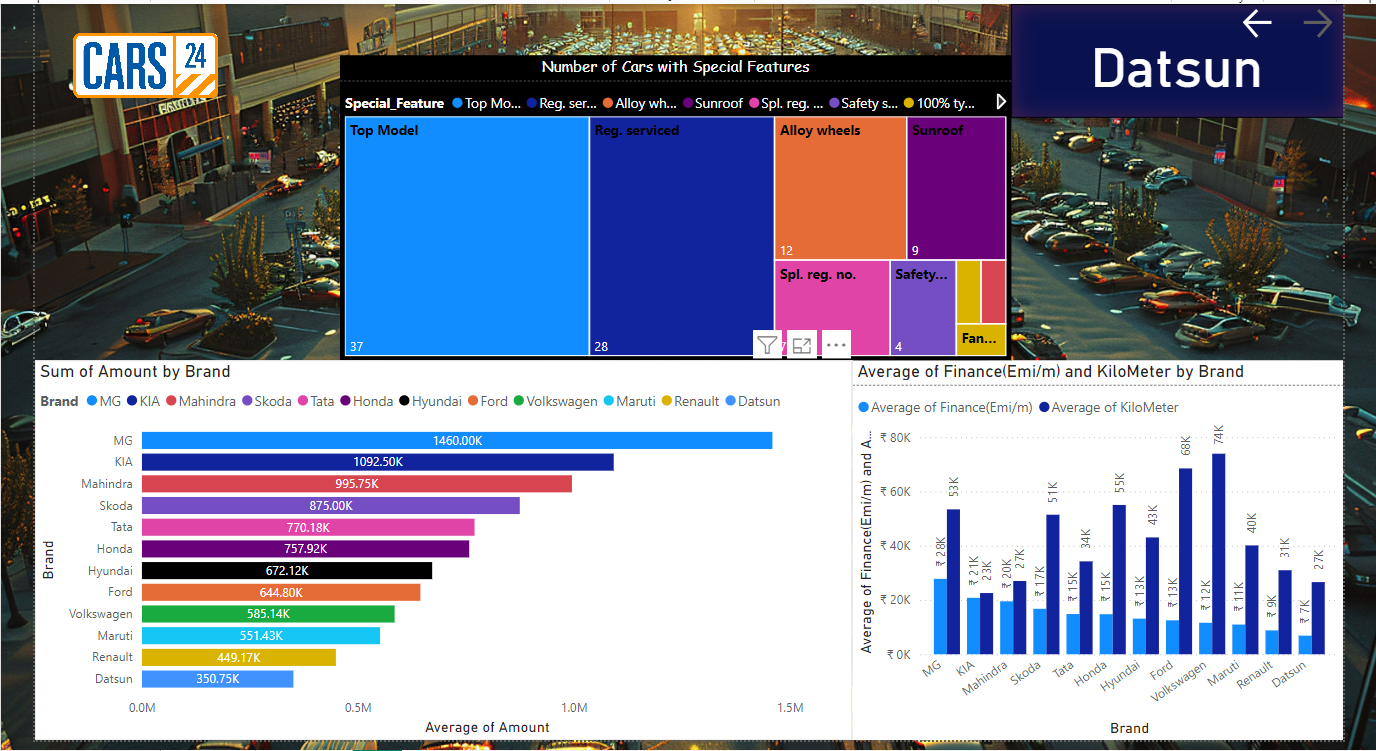 CARS 24
Datsun
Number of Cars with Special Features
Special_Feature Top Mo... Reg. ser... Alloy wh... Sunroof Spl. reg. ... Safety s... 100% ty...
Top Model
37
Reg. serviced
28
Alloy wheels
12
Sunroof
9
Spl. reg. no.
7
Safety...
4
Fan...
Sum of Amount by Brand
Brand MG KIA Mahindra Skoda Tata Honda Hyundai Ford Volkswagen Maruti Renault Datsun
Brand
MG 1460.00K
KIA 1092.50K
Mahindra 995.75K
Skoda 875.00K
Tata 770.18K
Honda 757.92K
Hyundai 672.12K
Ford 644.80K
Volkswagen 585.14K
Maruti 551.43K
Renault 449.17K
Datsun 350.75K
0.0M 0.5M 1.0M 1.5M
Average of Amount
Average of Finance(Emi/m) and KiloMeter by Brand
Average of Finance(Emi/m) Average of KiloMeter
Average of Finance(Emi/m) and A...
₹ 80K
₹ 60K
₹ 40K
₹ 20K
₹ 0K
₹ 28K 53K
₹ 21K 23K
₹ 20K 27K
₹ 17K 51K
₹ 15K 34K
₹ 15K 55K
₹ 13K 43K
₹ 13K 68K
₹ 12K 74K
₹ 11K 40K
₹ 9K 31K
₹ 7K 27K
MG KIA Mahindra Skoda Tata Honda Hyundai Ford Volkswagen Maruti Renault Datsun
Brand